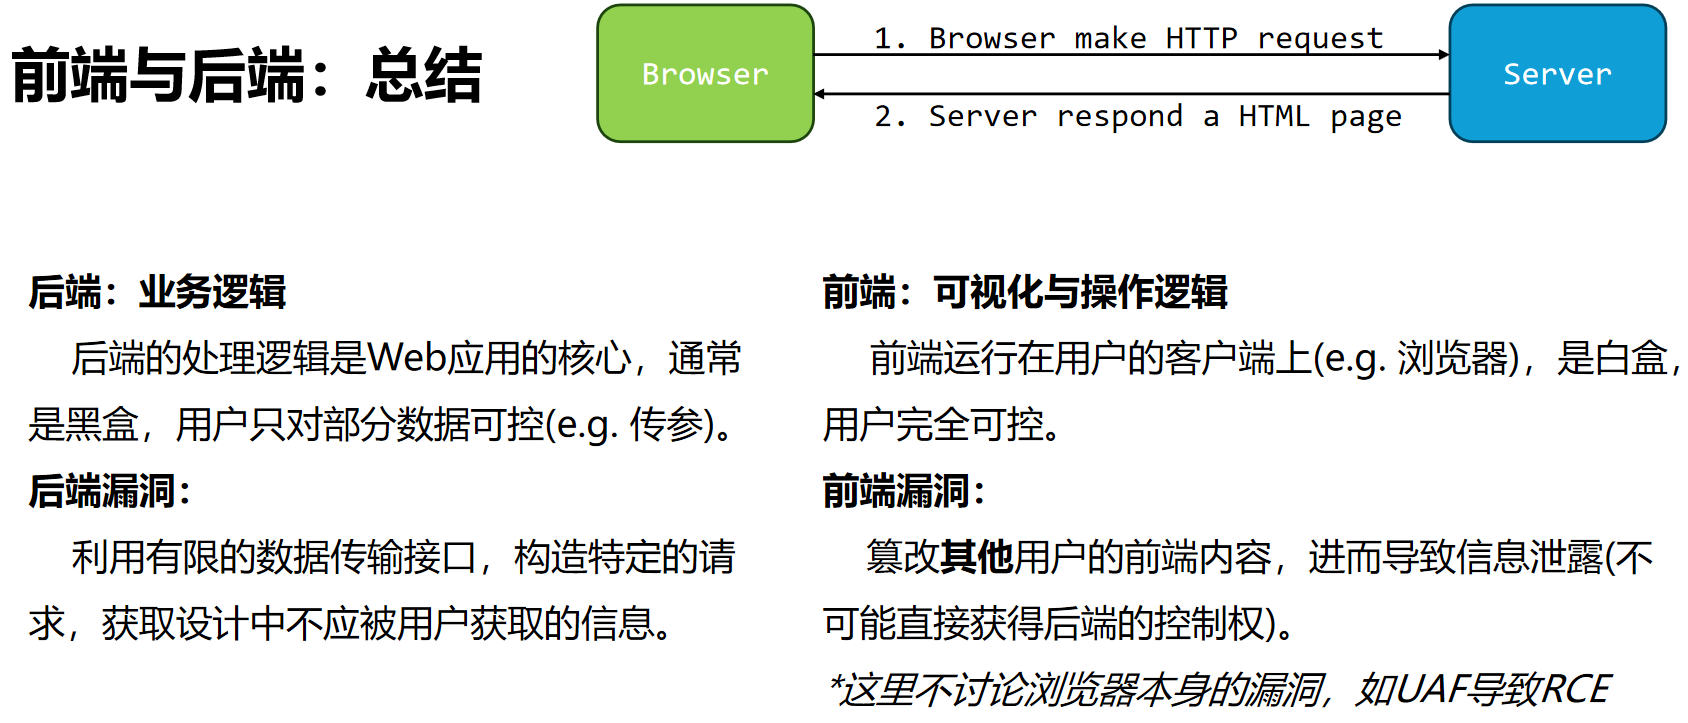 前端与后端：总结
Browser
1. Browser make HTTP request
2. Server respond a HTML page
Server
后端：业务逻辑
后端的处理逻辑是Web应用的核心，通常
是黑盒，用户只对部分数据可控(e.g. 传参)。
后端漏洞：
利用有限的数据传输接口，构造特定的请
求，获取设计中不应被用户获取的信息。
前端：可视化与操作逻辑
前端运行在用户的客户端上(e.g. 浏览器)，是白盒，
用户完全可控。
前端漏洞：
篡改其他用户的前端内容，进而导致信息泄露(不
可能直接获得后端的控制权)。
*这里不讨论浏览器本身的漏洞，如UAF导致RCE